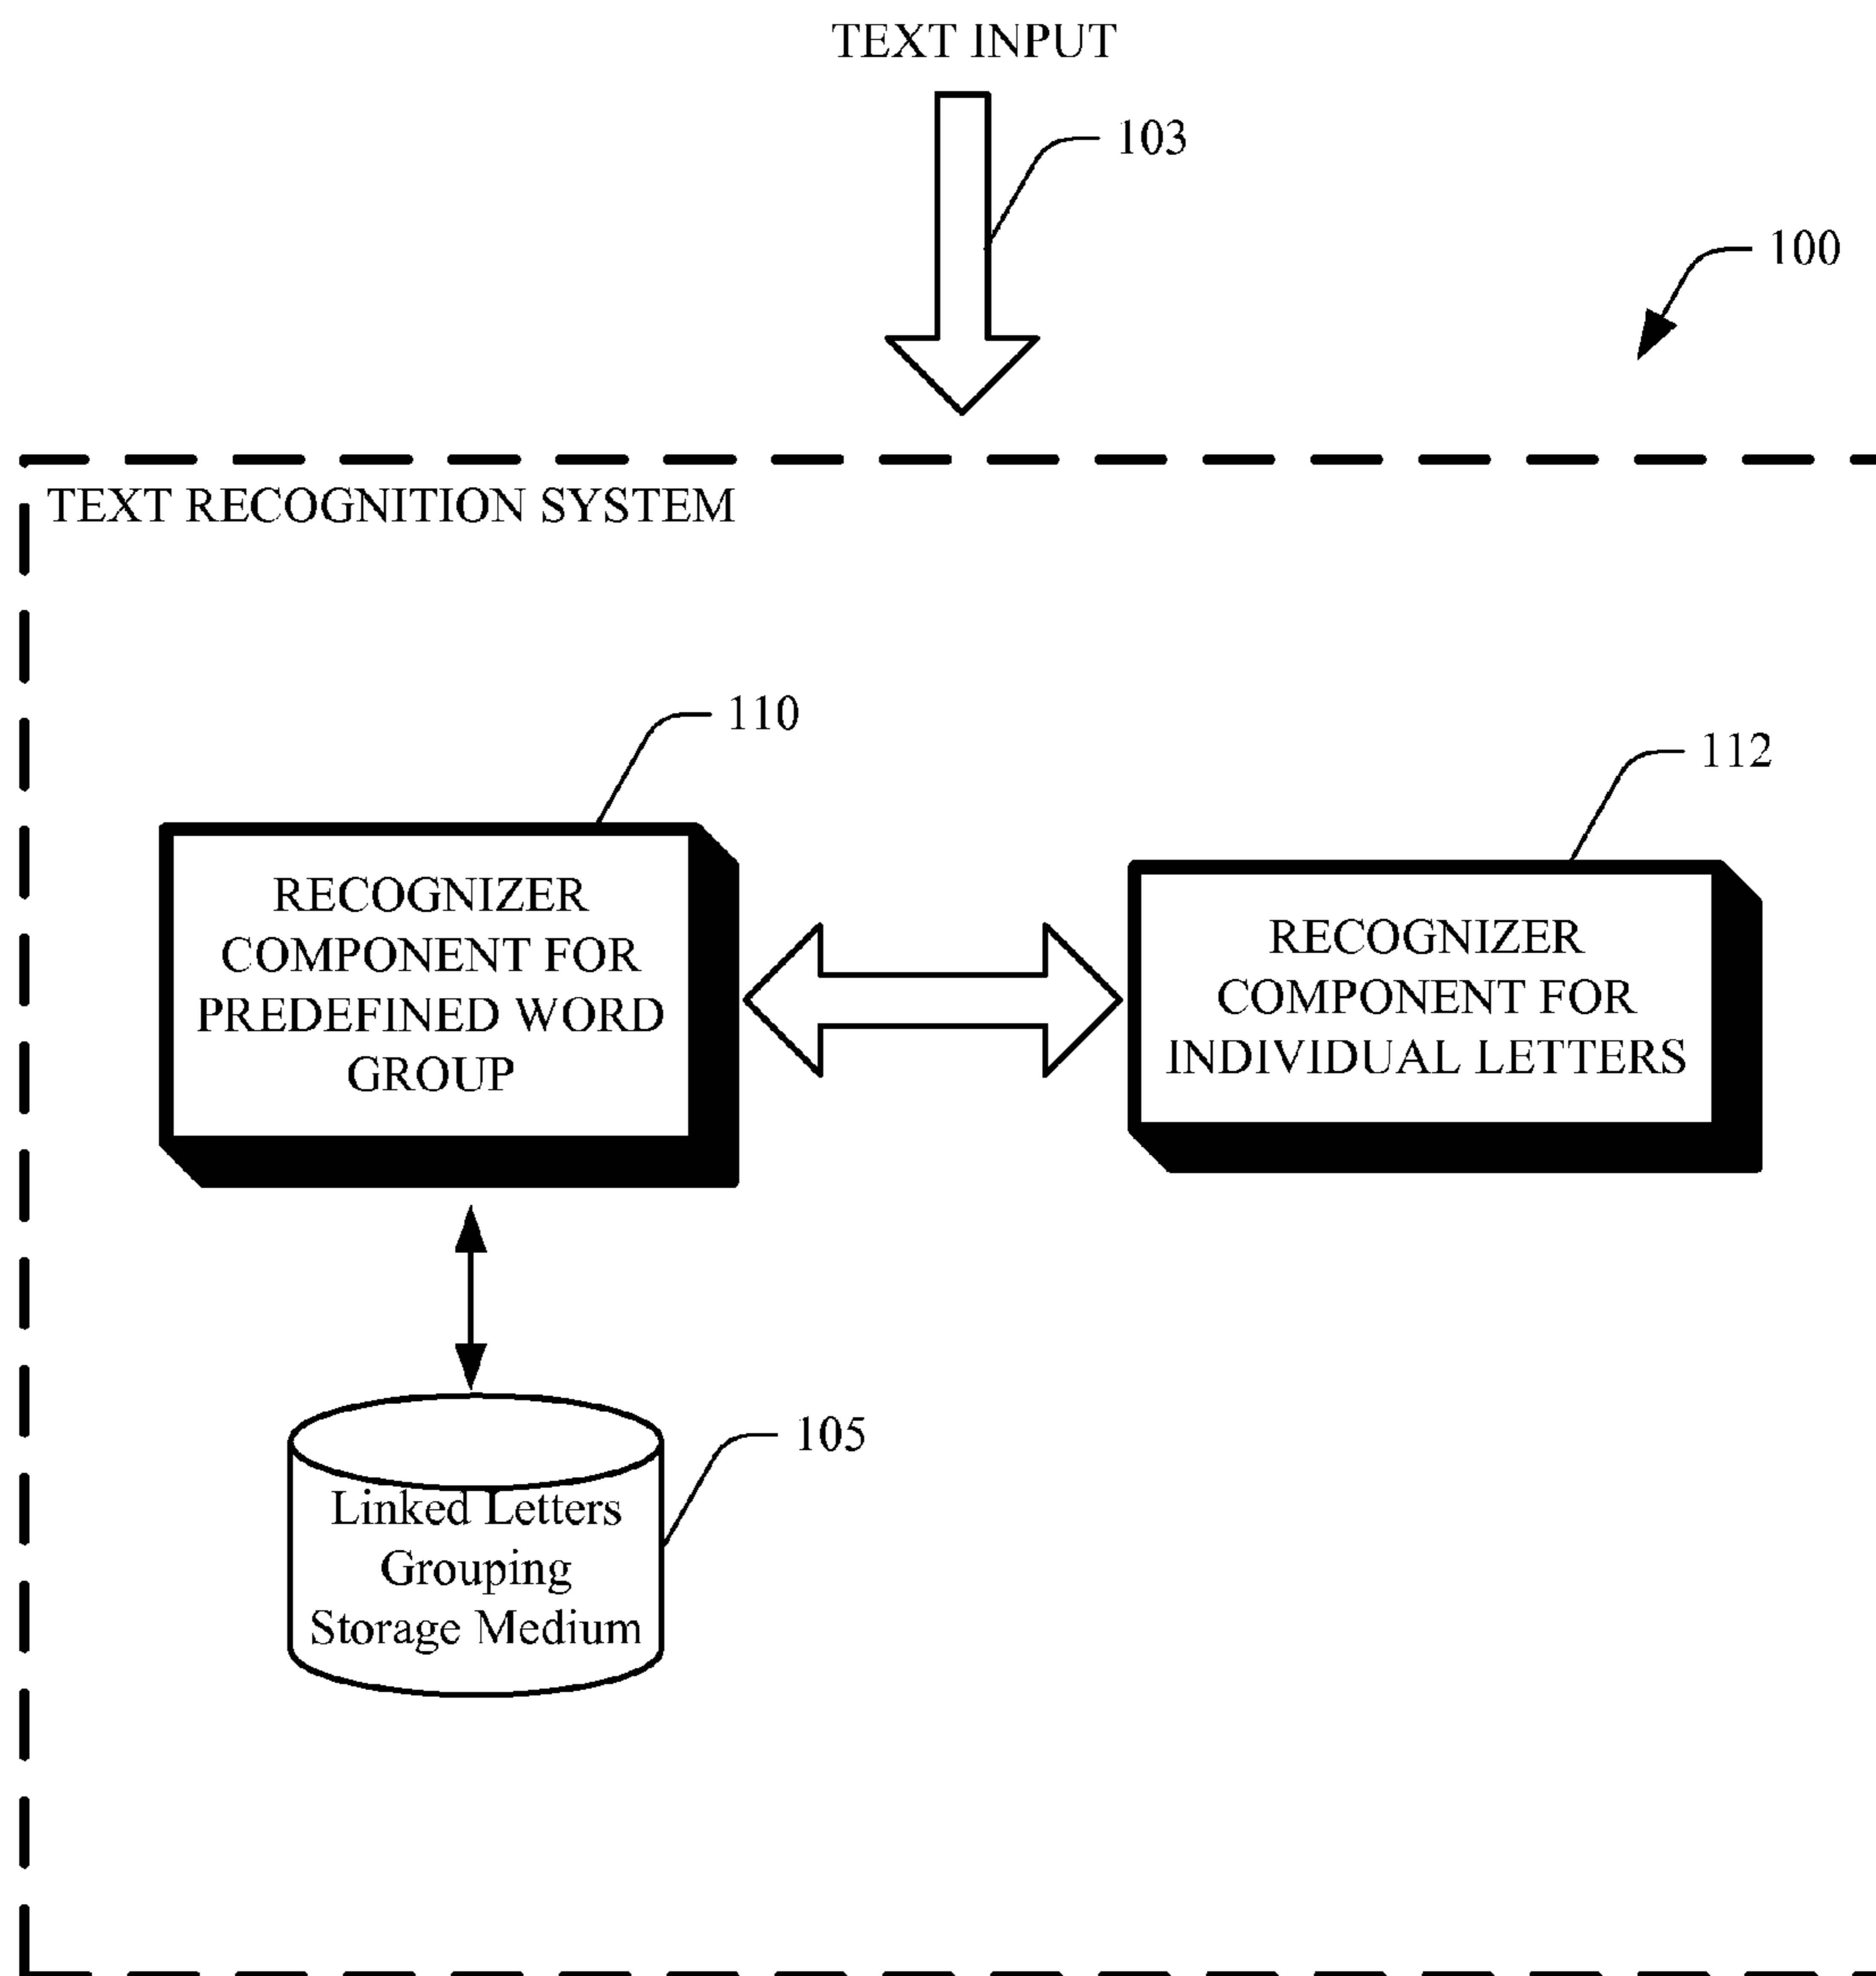 TEXT INPUT
103
100
TEXT RECOGNITION SYSTEM
110
112
RECOGNIZER
COMPONENT FOR
PREDEFINED WORD
GROUP
RECOGNIZER
COMPONENT FOR
INDIVIDUAL LETTERS
105
Linked Letters
Grouping
Storage Medium